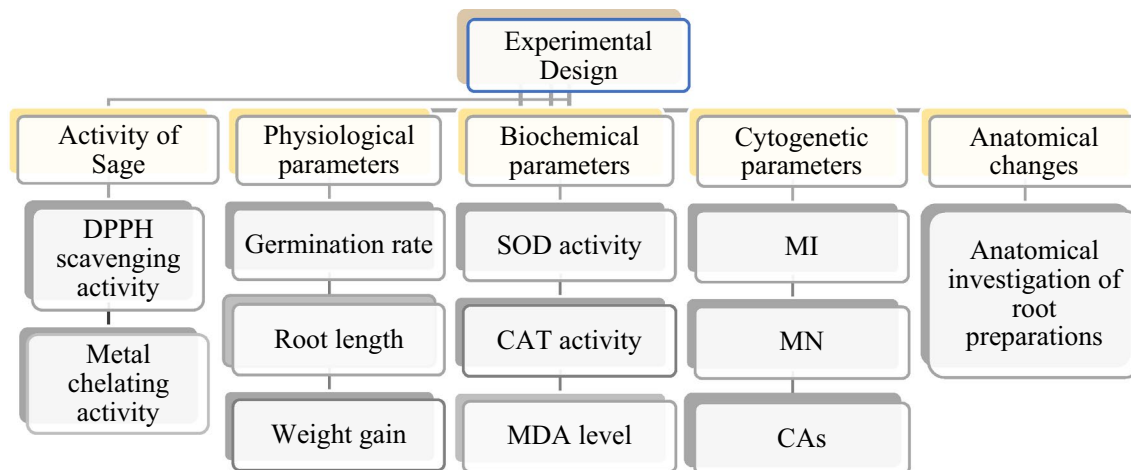 Experimental
Design
Activity of
Sage
DPPH
scavenging
activity
Metal
chelating
activity
Physiological
parameters
Germination rate
Root length
Weight gain
Biochemical
parameters
SOD activity
CAT activity
MDA level
Cytogenetic
parameters
MI
MN
CAs
Anatomical
changes
Anatomical
investigation of
root
preparations